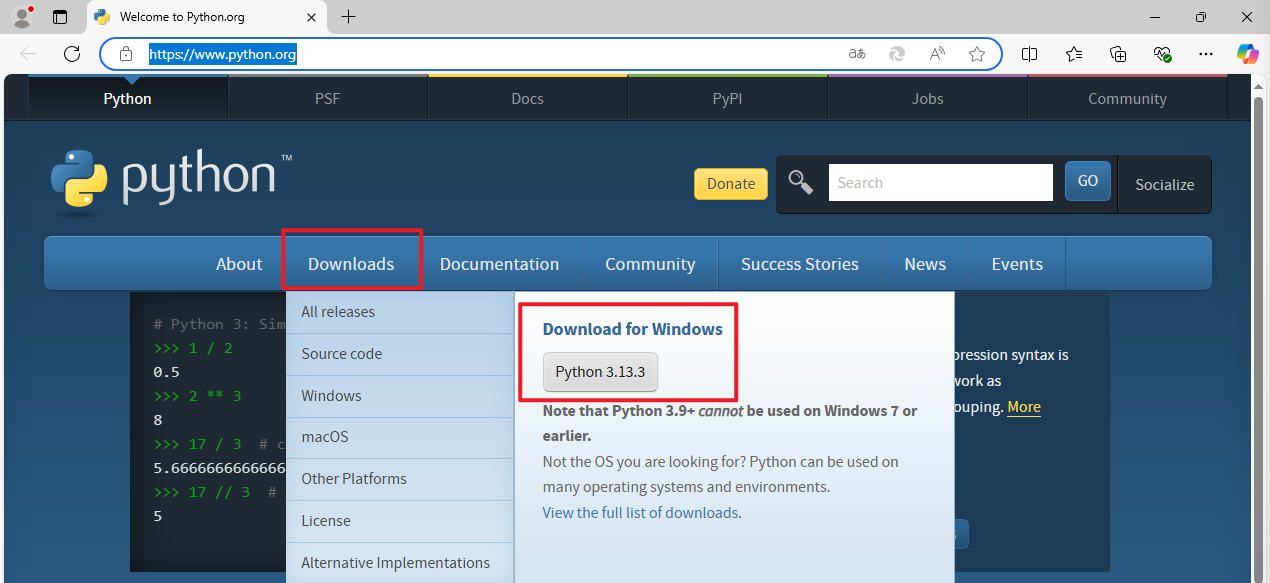 Welcome to Python.org
https://www.python.org
Python
PSF
Docs
PyPI
Jobs
Community
python™
Donate
Search
GO
Socialize
About
Downloads
Documentation
Community
Success Stories
News
Events
# Python 3: Sim
>>> 1 / 2
0.5
>>> 2 ** 3
8
>>> 17 / 3 # c
5.6666666666666
>>> 17 // 3 #
5
All releases
Source code
Windows
macOS
Other Platforms
License
Alternative Implementations
Download for Windows
Python 3.13.3
Note that Python 3.9+ cannot be used on Windows 7 or
earlier.
Not the OS you are looking for? Python can be used on
many operating systems and environments.
View the full list of downloads.
pression syntax is
work as
ouping. More